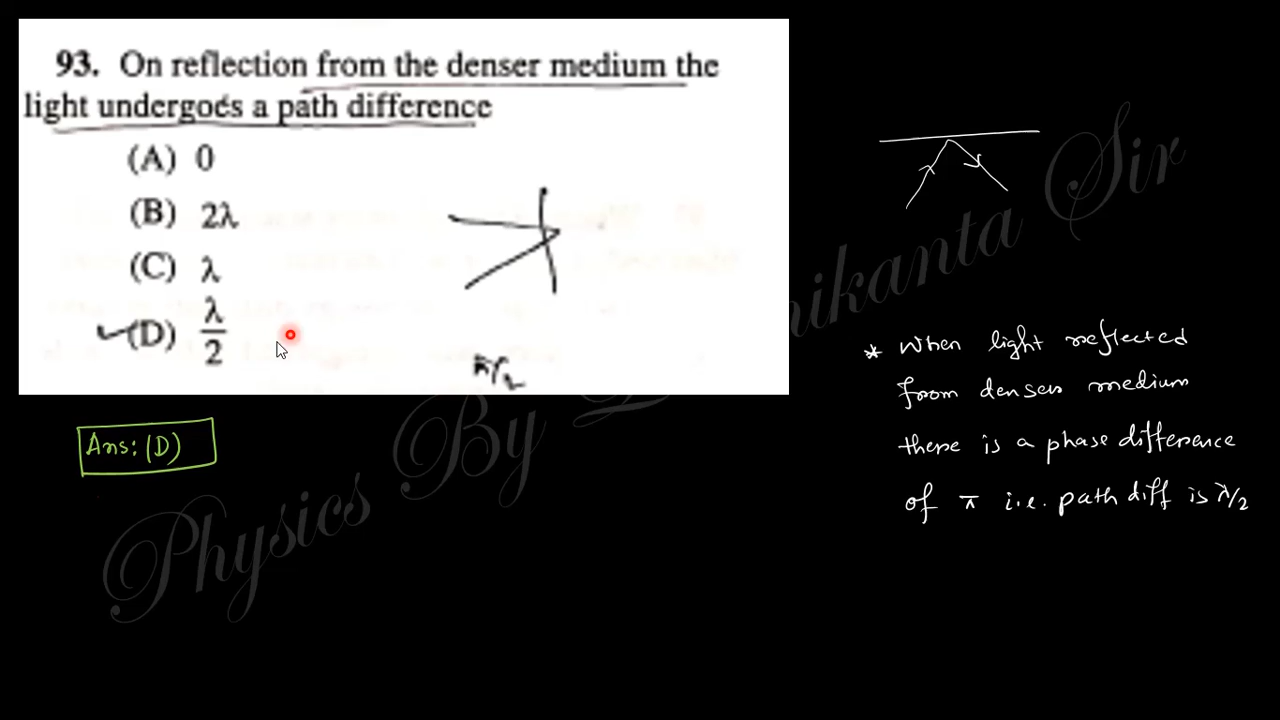 93. On reflection from the denser medium the
light undergoes a path difference
(A) 0
(B) 2λ
(C) λ
(D) λ/2
π/2
Ans: (D)
* When light reflected
from denser medium
there is a phase difference
of π i.e. path diff is λ/2
Physics By
nikanta Sir